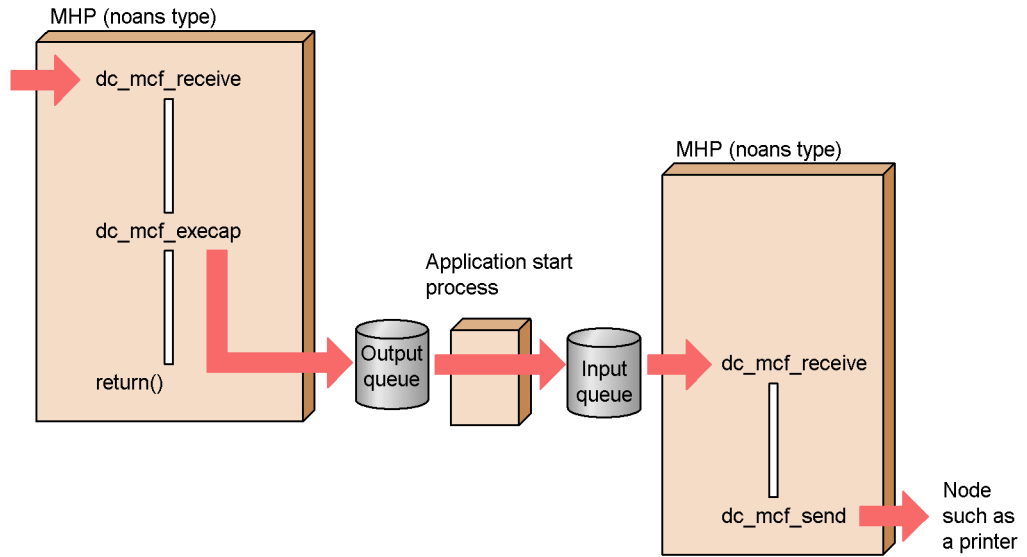 MHP (noans type)
dc_mcf_receive
dc_mcf_execap
return()
Application start
process
Output
queue
Input
queue
MHP (noans type)
dc_mcf_receive
dc_mcf_send
Node
such as
a printer